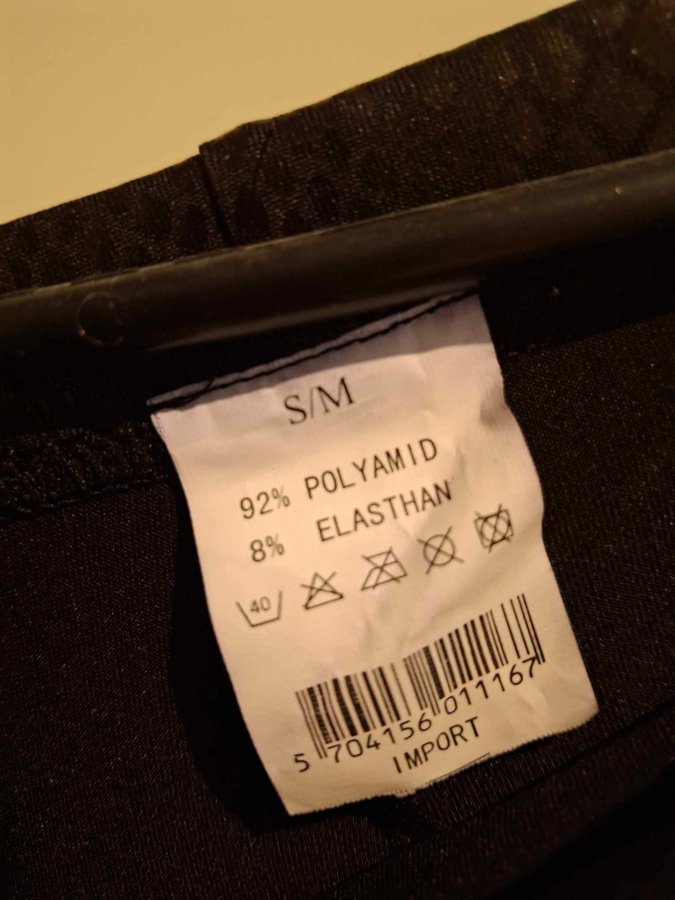 S/M
92% POLYAMID
8% ELASTHAN
40
5 704156 011167
IMPORT